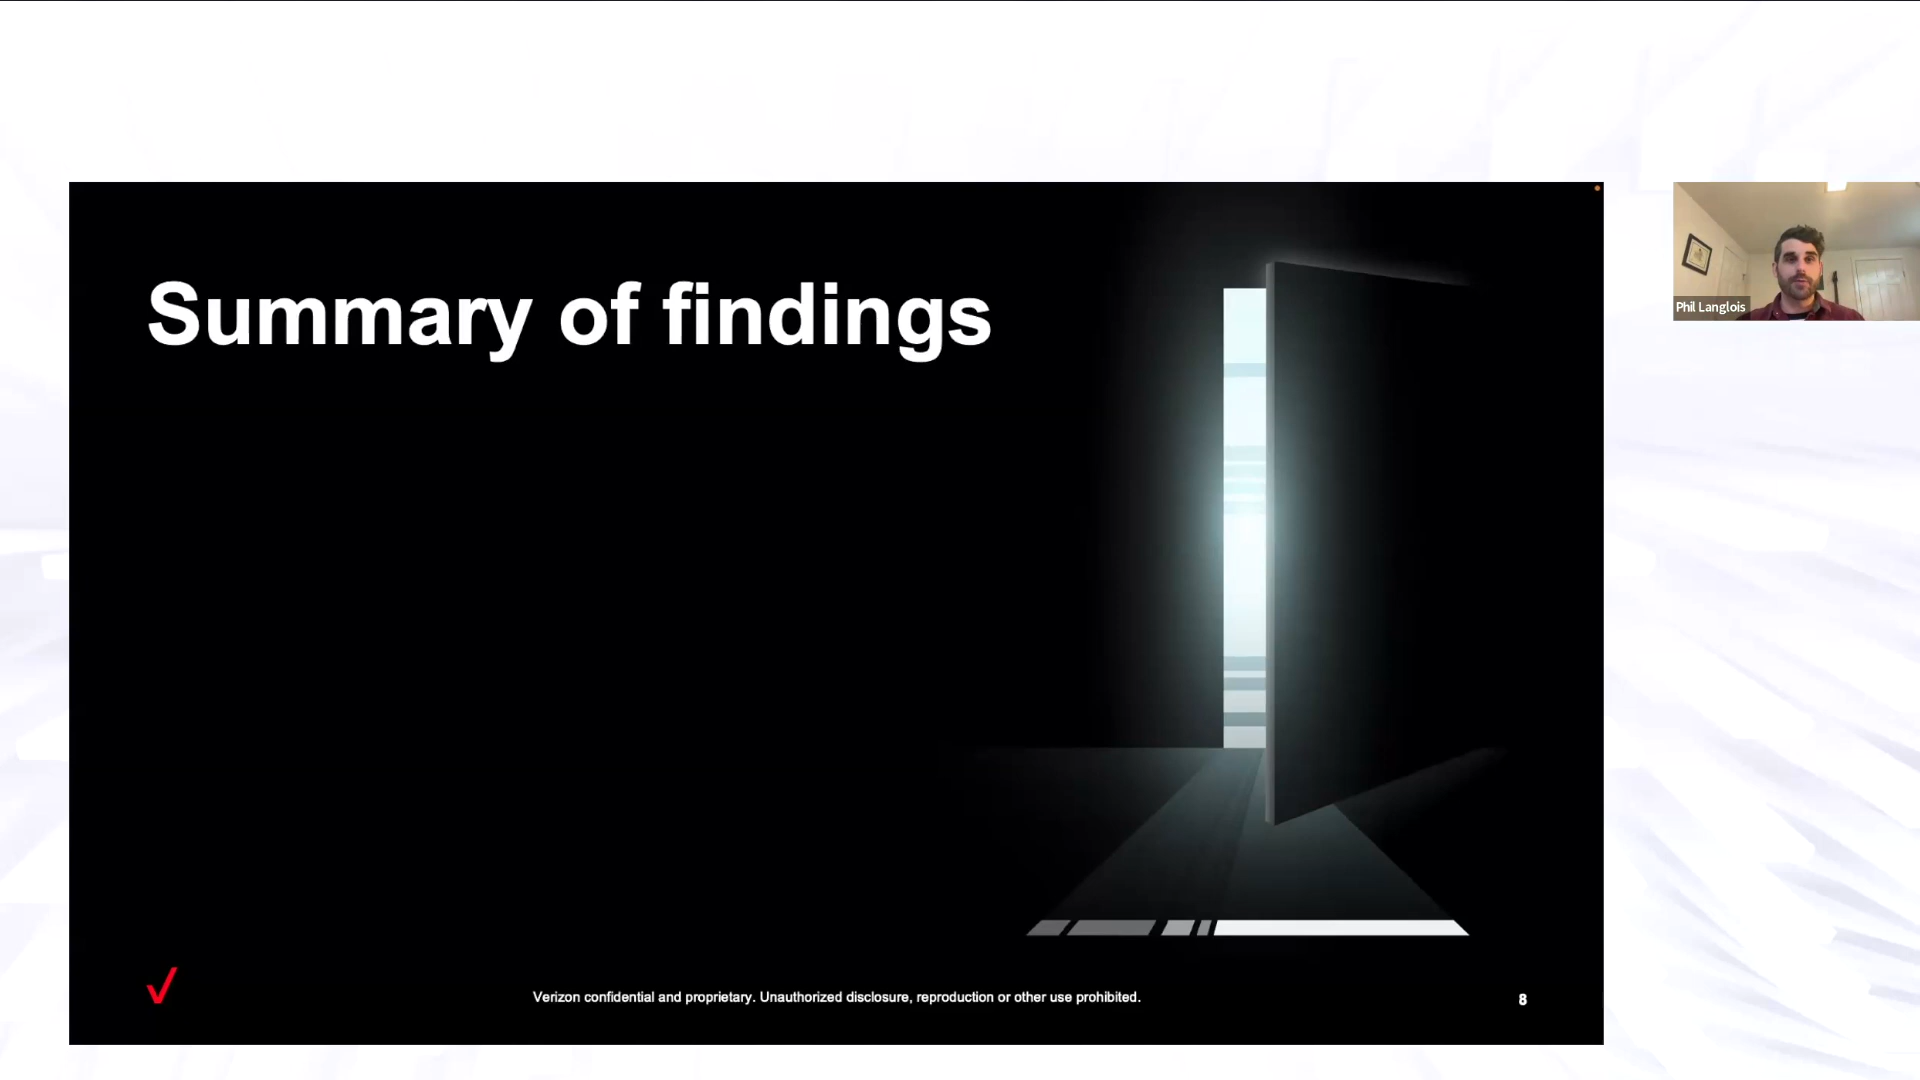 Summary of findings
Phil Langlois
Verizon confidential and proprietary. Unauthorized disclosure, reproduction or other use prohibited.
8